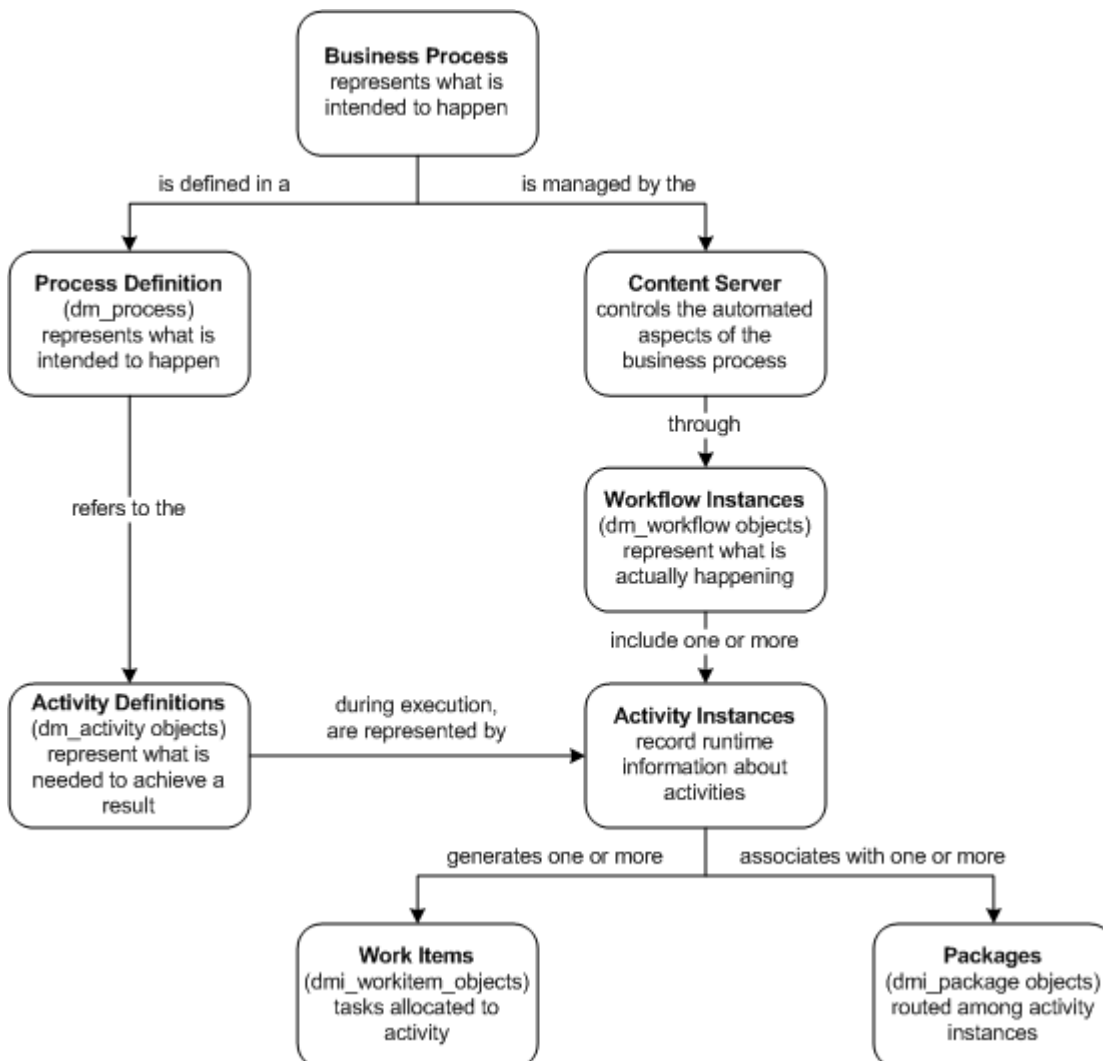 Business Process
represents what is
intended to happen
is defined in a
is managed by the
Process Definition
(dm_process)
represents what is
intended to happen
Content Server
controls the automated
aspects of the
business process
through
refers to the
Workflow Instances
(dm_workflow objects)
represent what is
actually happening
include one or more
Activity Definitions
(dm_activity objects)
represent what is
needed to achieve a
result
during execution,
are represented by
Activity Instances
record runtime
information about
activities
generates one or more
associates with one or more
Work Items
(dmi_workitem_objects)
tasks allocated to
activity
Packages
(dmi_package objects)
routed among activity
instances